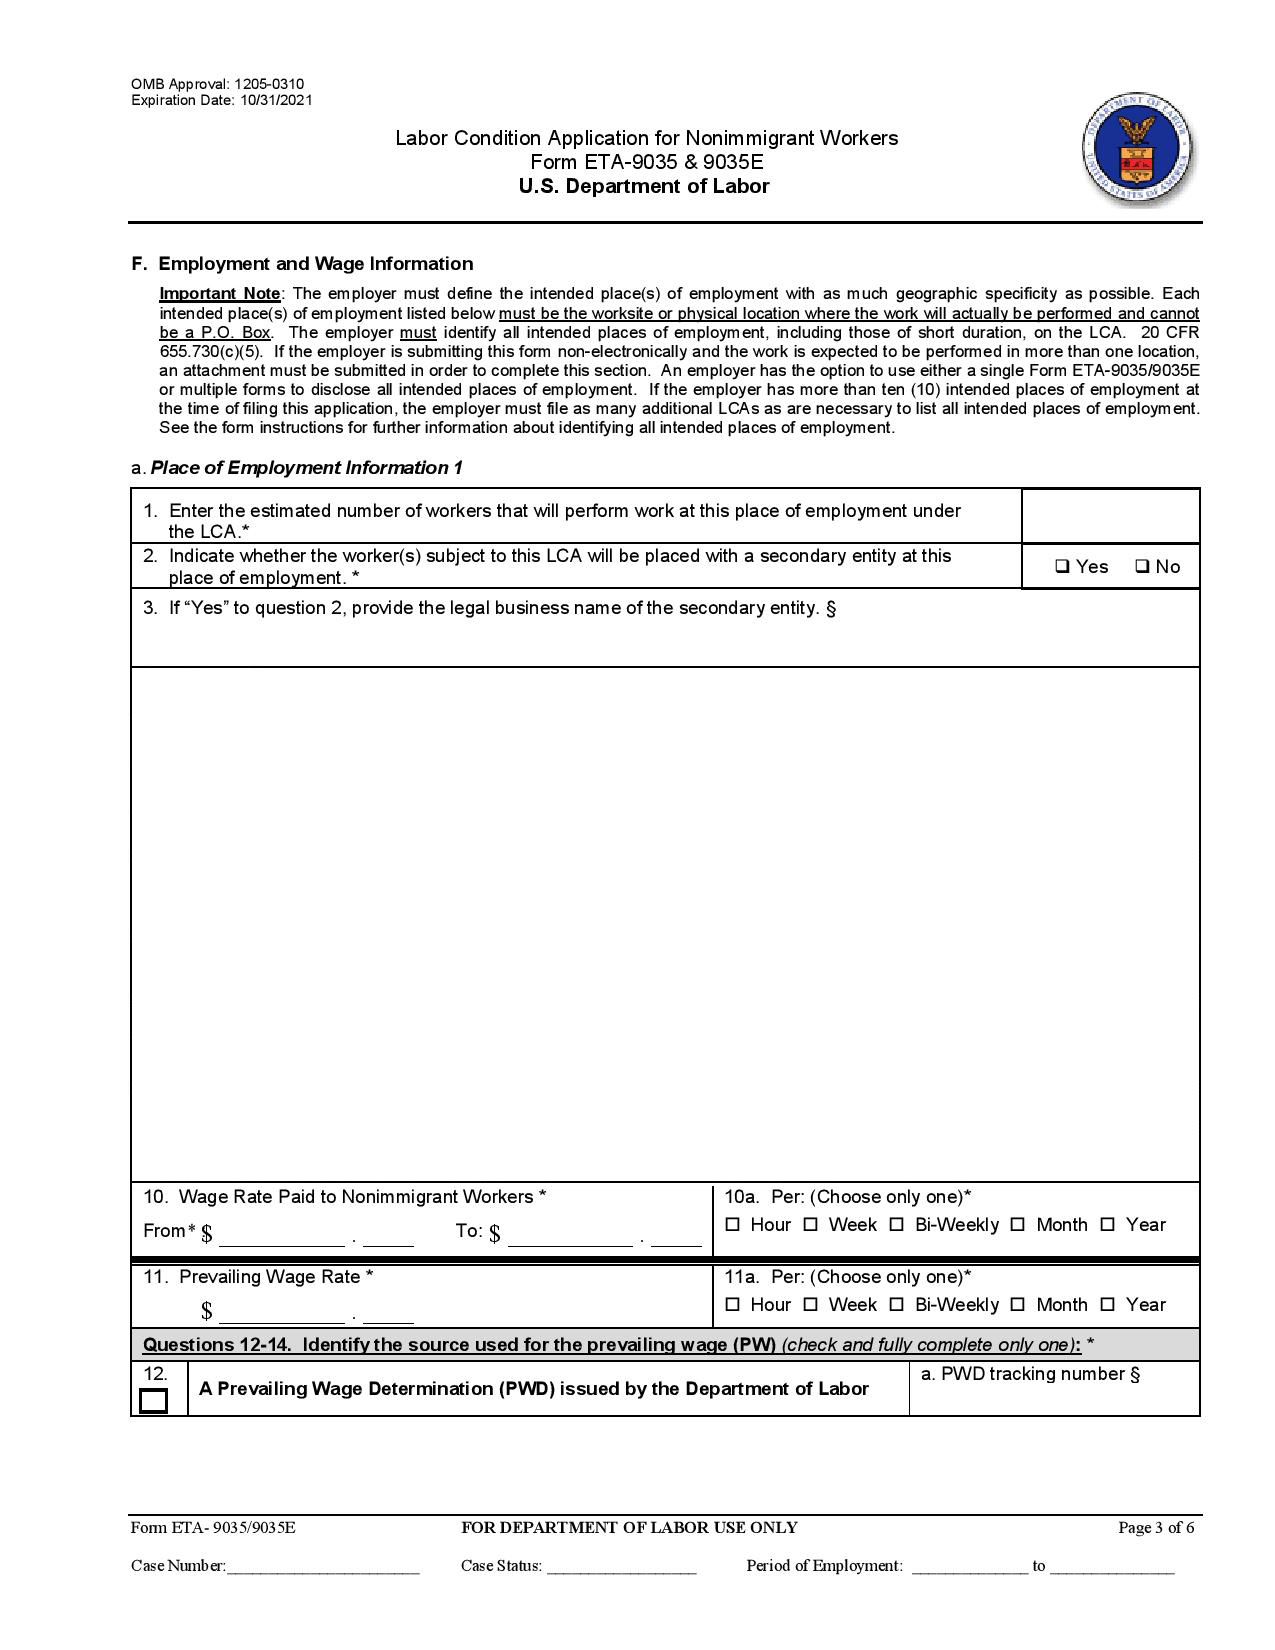 OMB Approval: 1205-0310
Expiration Date: 10/31/2021
Labor Condition Application for Nonimmigrant Workers
Form ETA-9035 & 9035E
U.S. Department of Labor
DEPARTMENT OF LABOR
UNITED STATES OF AMERICA
F. Employment and Wage Information
Important Note: The employer must define the intended place(s) of employment with as much geographic specificity as possible. Each
intended place(s) of employment listed below must be the worksite or physical location where the work will actually be performed and cannot
be a P.O. Box. The employer must identify all intended places of employment, including those of short duration, on the LCA. 20 CFR
655.730(c)(5). If the employer is submitting this form non-electronically and the work is expected to be performed in more than one location,
an attachment must be submitted in order to complete this section. An employer has the option to use either a single Form ETA-9035/9035E
or multiple forms to disclose all intended places of employment. If the employer has more than ten (10) intended places of employment at
the time of filing this application, the employer must file as many additional LCAs as are necessary to list all intended places of employment.
See the form instructions for further information about identifying all intended places of employment.
a. Place of Employment Information 1
1. Enter the estimated number of workers that will perform work at this place of employment under
the LCA.*
2. Indicate whether the worker(s) subject to this LCA will be placed with a secondary entity at this
place of employment. *
❑ Yes ❑ No
3. If “Yes” to question 2, provide the legal business name of the secondary entity. §
10. Wage Rate Paid to Nonimmigrant Workers *
From* $ ____________ . _____ To: $ ____________ . _____
10a. Per: (Choose only one)*
☐ Hour ☐ Week ☐ Bi-Weekly ☐ Month ☐ Year
11. Prevailing Wage Rate *
$ ____________ . _____
11a. Per: (Choose only one)*
☐ Hour ☐ Week ☐ Bi-Weekly ☐ Month ☐ Year
Questions 12-14. Identify the source used for the prevailing wage (PW) (check and fully complete only one): *
12.
☐
A Prevailing Wage Determination (PWD) issued by the Department of Labor
a. PWD tracking number §
Form ETA- 9035/9035E FOR DEPARTMENT OF LABOR USE ONLY Page 3 of 6
Case Number:_______________________ Case Status: __________________ Period of Employment: ______________ to _______________